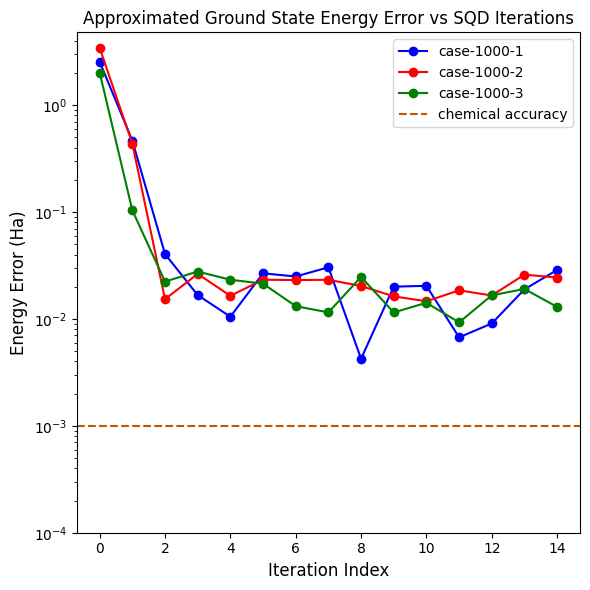 Approximated Ground State Energy Error vs SQD Iterations
case-1000-1
case-1000-2
case-1000-3
chemical accuracy
Energy Error (Ha)
10⁰
10⁻¹
10⁻²
10⁻³
10⁻⁴
0 2 4 6 8 10 12 14
Iteration Index